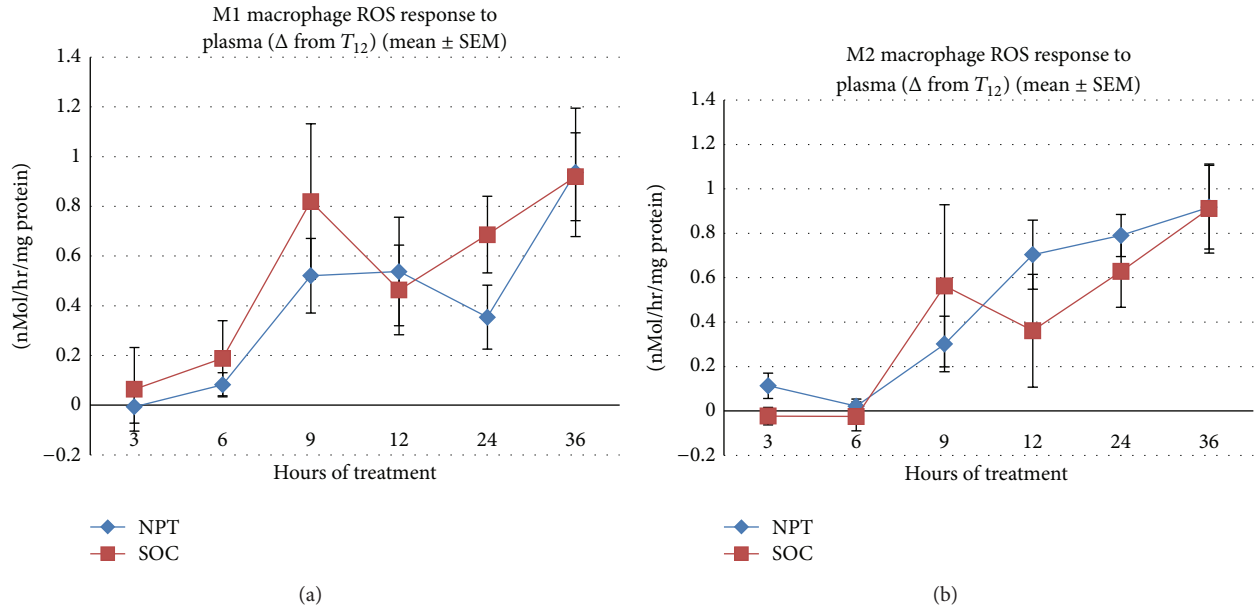 M1 macrophage ROS response to
plasma (Δ from T₁₂) (mean ± SEM)
1.4
1.2
1
0.8
0.6
0.4
0.2
0
−0.2
(nMol/hr/mg protein)
3 6 9 12 24 36
Hours of treatment
NPT
SOC
(a)
M2 macrophage ROS response to
plasma (Δ from T₁₂) (mean ± SEM)
1.4
1.2
1
0.8
0.6
0.4
0.2
0
−0.2
(nMol/hr/mg protein)
3 6 9 12 24 36
Hours of treatment
NPT
SOC
(b)